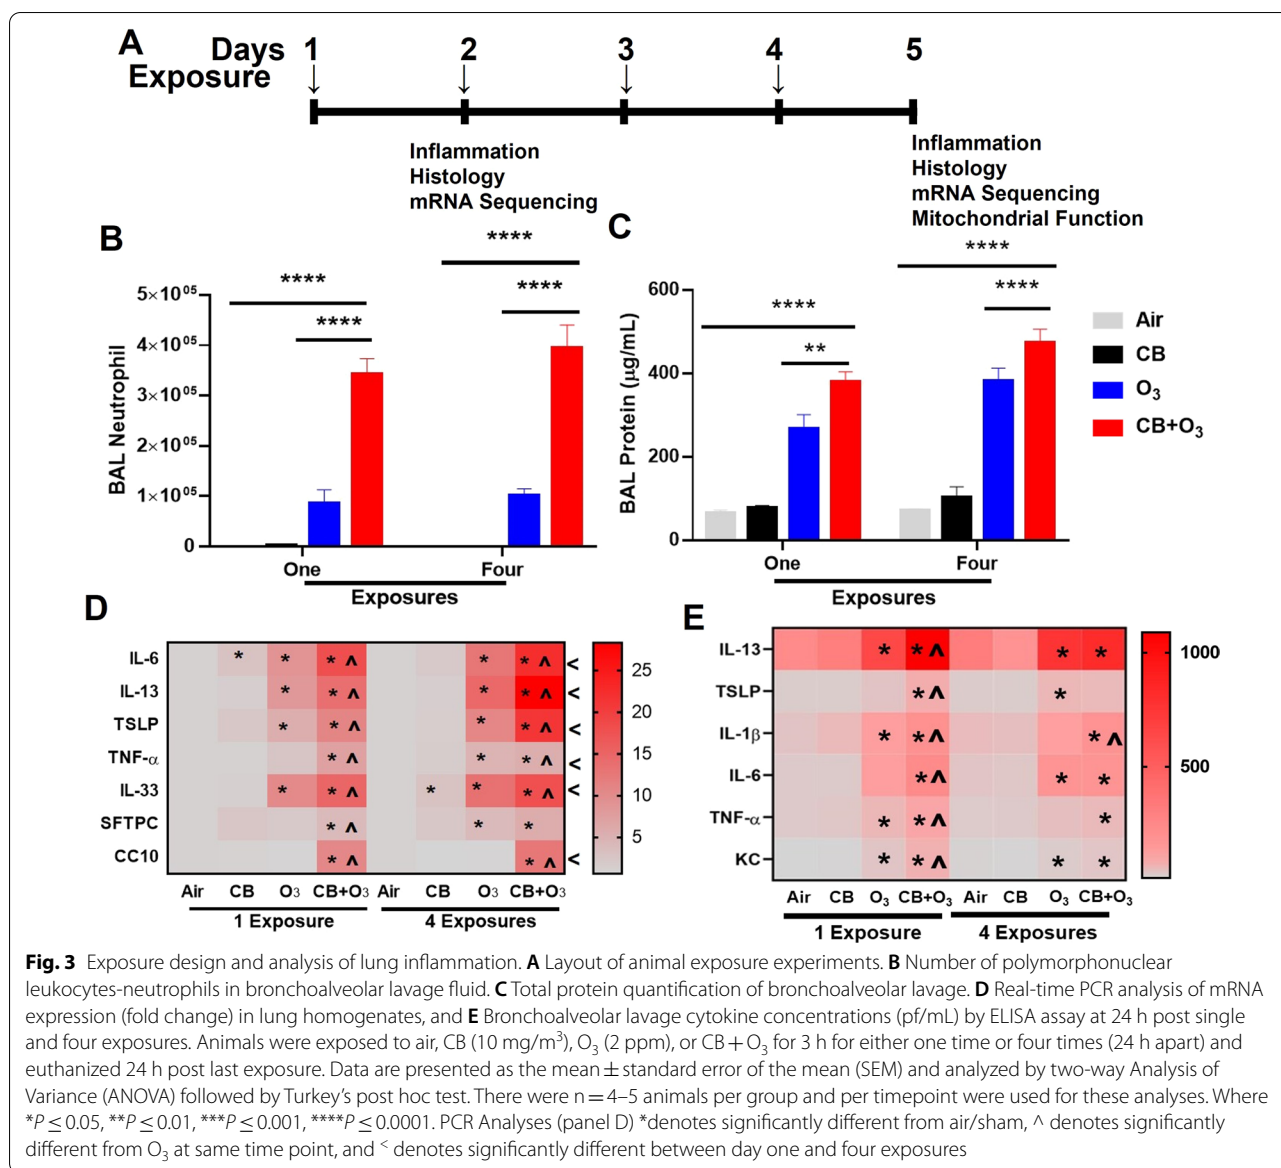 A Days 1 2 3 4 5
Exposure ↓ ↓ ↓ ↓
Inflammation
Histology
mRNA Sequencing
Inflammation
Histology
mRNA Sequencing
Mitochondrial Function
B
BAL Neutrophil
5×10⁰⁵
4×10⁰⁵
3×10⁰⁵
2×10⁰⁵
1×10⁰⁵
0
****
****
****
****
One Four
Exposures
C
BAL Protein (µg/mL)
600
400
200
0
****
**
****
****
One Four
Exposures
Air
CB
O₃
CB+O₃
D
IL-6 * * * ^ * * ^ <
IL-13 * * ^ * * ^ <
TSLP * * ^ * * ^ <
TNF-α * ^ * * ^ <
IL-33 * * ^ * * * ^ <
SFTPC * ^ * *
CC10 * ^ * ^ <
Air CB O₃ CB+O₃ Air CB O₃ CB+O₃
1 Exposure 4 Exposures
25
20
15
10
5
E
IL-13 * * ^ * *
TSLP * ^ *
IL-1β * * ^ * ^
IL-6 * ^ * *
TNF-α * * ^ *
KC * * ^ * *
Air CB O₃ CB+O₃ Air CB O₃ CB+O₃
1 Exposure 4 Exposures
1000
500
Fig. 3 Exposure design and analysis of lung inflammation. A Layout of animal exposure experiments. B Number of polymorphonuclear
leukocytes-neutrophils in bronchoalveolar lavage fluid. C Total protein quantification of bronchoalveolar lavage. D Real-time PCR analysis of mRNA
expression (fold change) in lung homogenates, and E Bronchoalveolar lavage cytokine concentrations (pf/mL) by ELISA assay at 24 h post single
and four exposures. Animals were exposed to air, CB (10 mg/m³), O₃ (2 ppm), or CB + O₃ for 3 h for either one time or four times (24 h apart) and
euthanized 24 h post last exposure. Data are presented as the mean ± standard error of the mean (SEM) and analyzed by two-way Analysis of
Variance (ANOVA) followed by Turkey's post hoc test. There were n = 4–5 animals per group and per timepoint were used for these analyses. Where
*P ≤ 0.05, **P ≤ 0.01, ***P ≤ 0.001, ****P ≤ 0.0001. PCR Analyses (panel D) *denotes significantly different from air/sham, ^ denotes significantly
different from O₃ at same time point, and < denotes significantly different between day one and four exposures